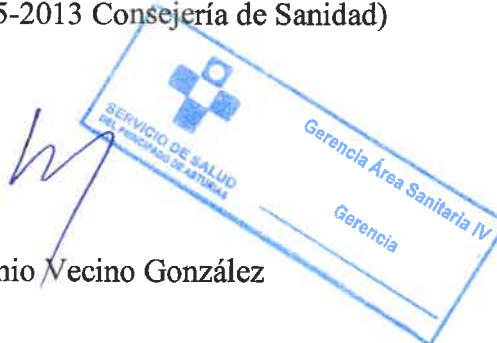 5-2013 Consejería de Sanidad)
SERVICIO DE SALUD
DEL PRINCIPADO DE ASTURIAS
Gerencia Área Sanitaria IV
Gerencia
nio Vecino González